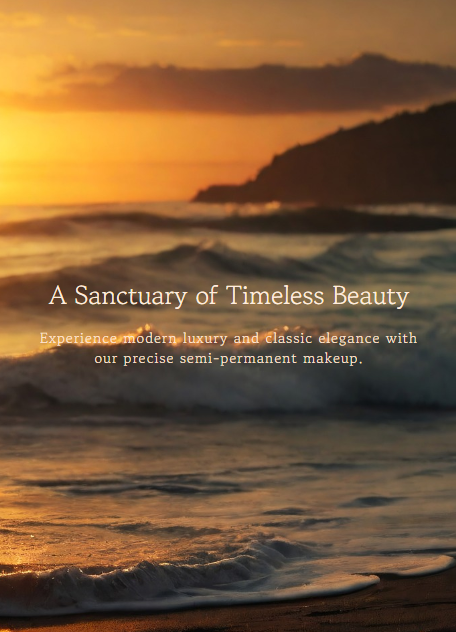 A Sanctuary of Timeless Beauty
Experience modern luxury and classic elegance with
our precise semi-permanent makeup.